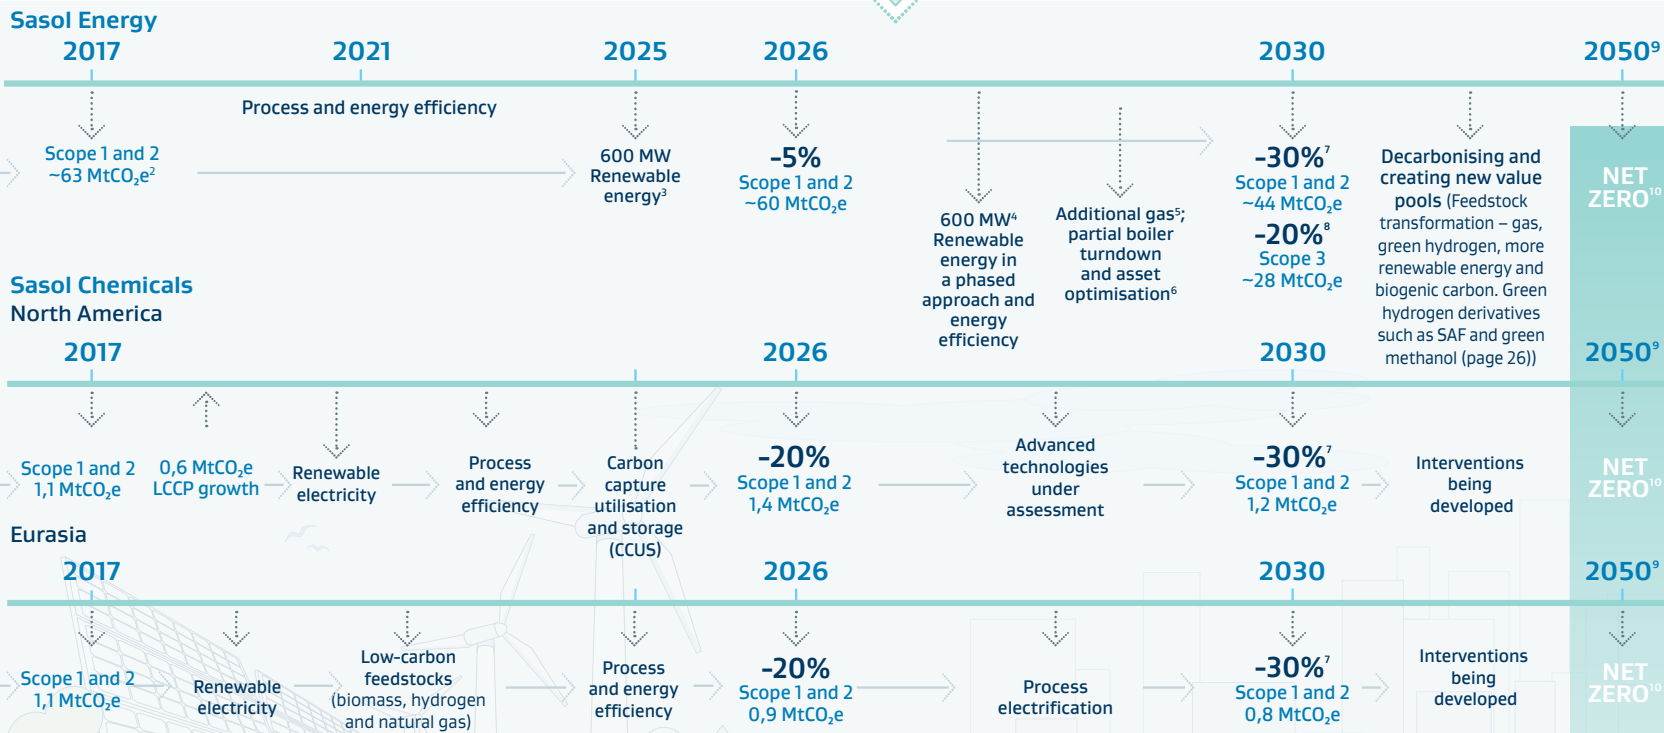 Sasol Energy
2017 2021 2025 2026 2030 2050⁹
Process and energy efficiency
Scope 1 and 2
~63 MtCO₂e²
600 MW
Renewable
energy³
-5%
Scope 1 and 2
~60 MtCO₂e
600 MW⁴
Renewable
energy in
a phased
approach and
energy
efficiency
Additional gas⁵;
partial boiler
turndown
and asset
optimisation⁶
-30%⁷
Scope 1 and 2
~44 MtCO₂e
-20%⁸
Scope 3
~28 MtCO₂e
Decarbonising and
creating new value
pools (Feedstock
transformation – gas,
green hydrogen, more
renewable energy and
biogenic carbon. Green
hydrogen derivatives
such as SAF and green
methanol (page 26))
NET
ZERO¹⁰
Sasol Chemicals
North America
2017 2026 2030 2050⁹
Scope 1 and 2
1,1 MtCO₂e
0,6 MtCO₂e
LCCP growth
Renewable
electricity
Process
and energy
efficiency
Carbon
capture
utilisation
and storage
(CCUS)
-20%
Scope 1 and 2
1,4 MtCO₂e
Advanced
technologies
under
assessment
-30%⁷
Scope 1 and 2
1,2 MtCO₂e
Interventions
being
developed
NET
ZERO¹⁰
Eurasia
2017 2026 2030 2050⁹
Scope 1 and 2
1,1 MtCO₂e
Renewable
electricity
Low-carbon
feedstocks
(biomass, hydrogen
and natural gas)
Process
and energy
efficiency
-20%
Scope 1 and 2
0,9 MtCO₂e
Process
electrification
-30%⁷
Scope 1 and 2
0,8 MtCO₂e
Interventions
being
developed
NET
ZERO¹⁰